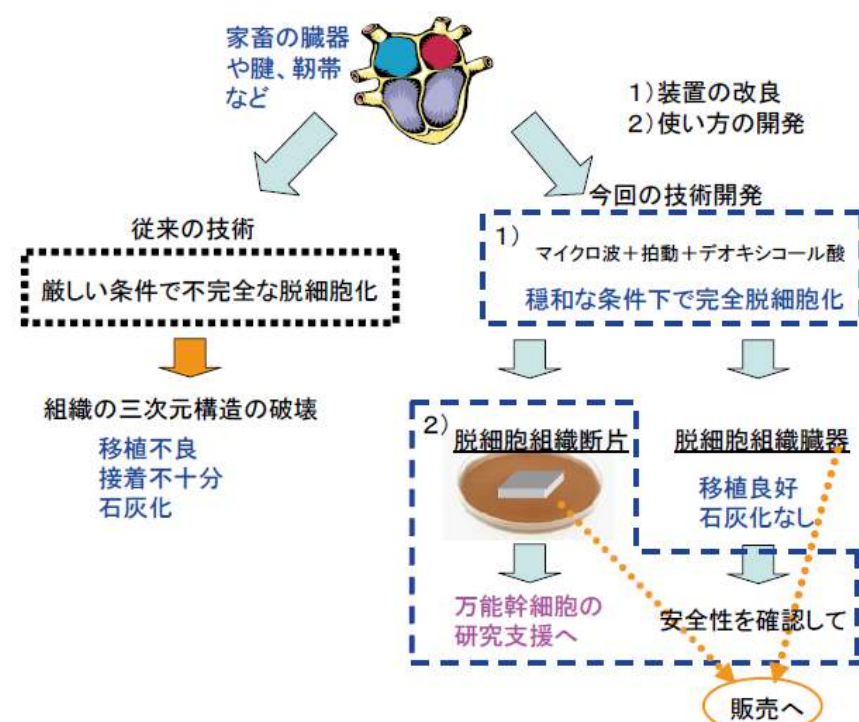 家畜の臓器
や腱、靭帯
など
1)装置の改良
2)使い方の開発
従来の技術
厳しい条件で不完全な脱細胞化
組織の三次元構造の破壊
移植不良
接着不十分
石灰化
今回の技術開発
1)
マイクロ波＋拍動＋デオキシコール酸
穏和な条件下で完全脱細胞化
2)
脱細胞組織断片
万能幹細胞の
研究支援へ
脱細胞組織臓器
移植良好
石灰化なし
安全性を確認して
販売へ